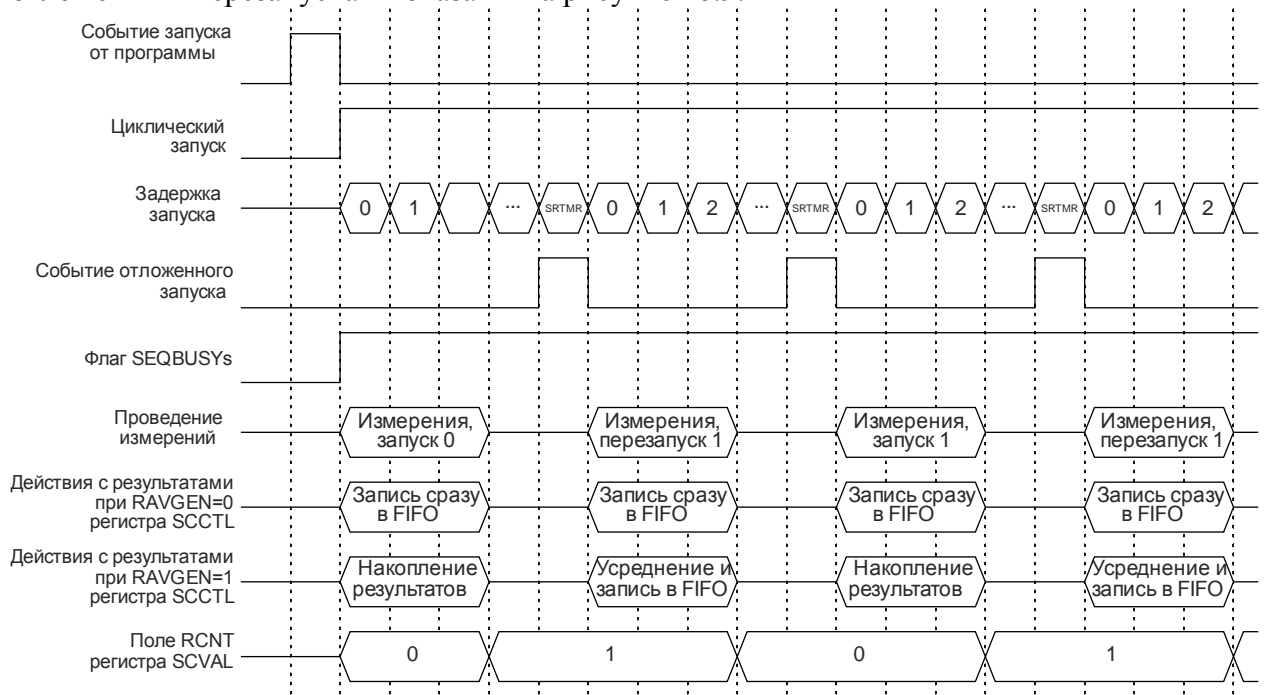 Событие запуска
от программы
Циклический
запуск
Задержка
запуска
0 1 ... SRTMR 0 1 2 ... SRTMR 0 1 2 ... SRTMR 0 1 2
Событие отложенного
запуска
Флаг SEQBUSYs
Проведение
измерений
Измерения,
запуск 0
Измерения,
перезапуск 1
Измерения,
запуск 1
Измерения,
перезапуск 1
Действия с результатами
при RAVGEN=0
регистра SCCTL
Запись сразу
в FIFO
Запись сразу
в FIFO
Запись сразу
в FIFO
Запись сразу
в FIFO
Действия с результатами
при RAVGEN=1
регистра SCCTL
Накопление
результатов
Усреднение и
запись в FIFO
Накопление
результатов
Усреднение и
запись в FIFO
Поле RCNT
регистра SCVAL
0 1 0 1